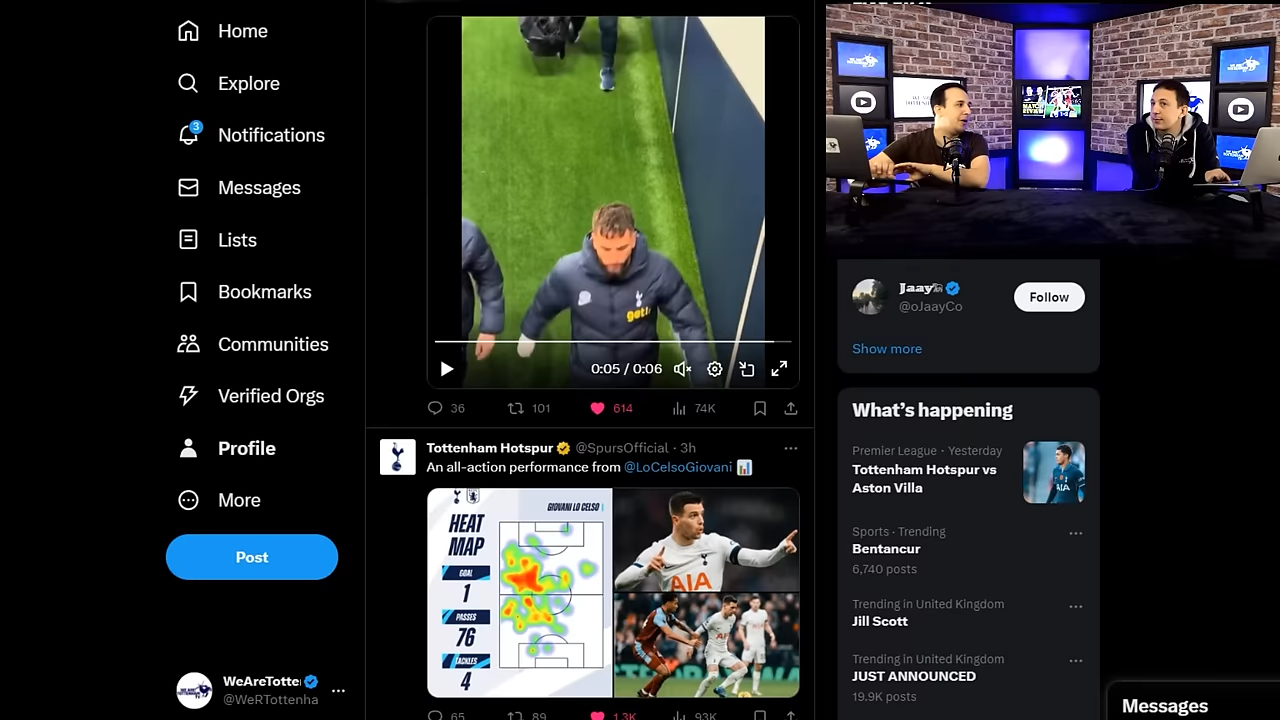 Home
Explore
3
Notifications
Messages
Lists
Bookmarks
Communities
Verified Orgs
Profile
More
Post
WeAreTotte
@WeRTottenha
0:05 / 0:06
36
101
614
74K
Tottenham Hotspur @SpursOfficial · 3h
An all-action performance from @LoCelsoGiovani
GIOVANI LO CELSO
HEAT
MAP
GOAL
1
PASSES
76
TACKLES
4
AIA
65
89
1.3K
93K
Jaay
@oJaayCo
Follow
Show more
What's happening
Premier League · Yesterday
Tottenham Hotspur vs
Aston Villa
AIA
Sports · Trending
Bentancur
6,740 posts
Trending in United Kingdom
Jill Scott
Trending in United Kingdom
JUST ANNOUNCED
19.9K posts
Messages